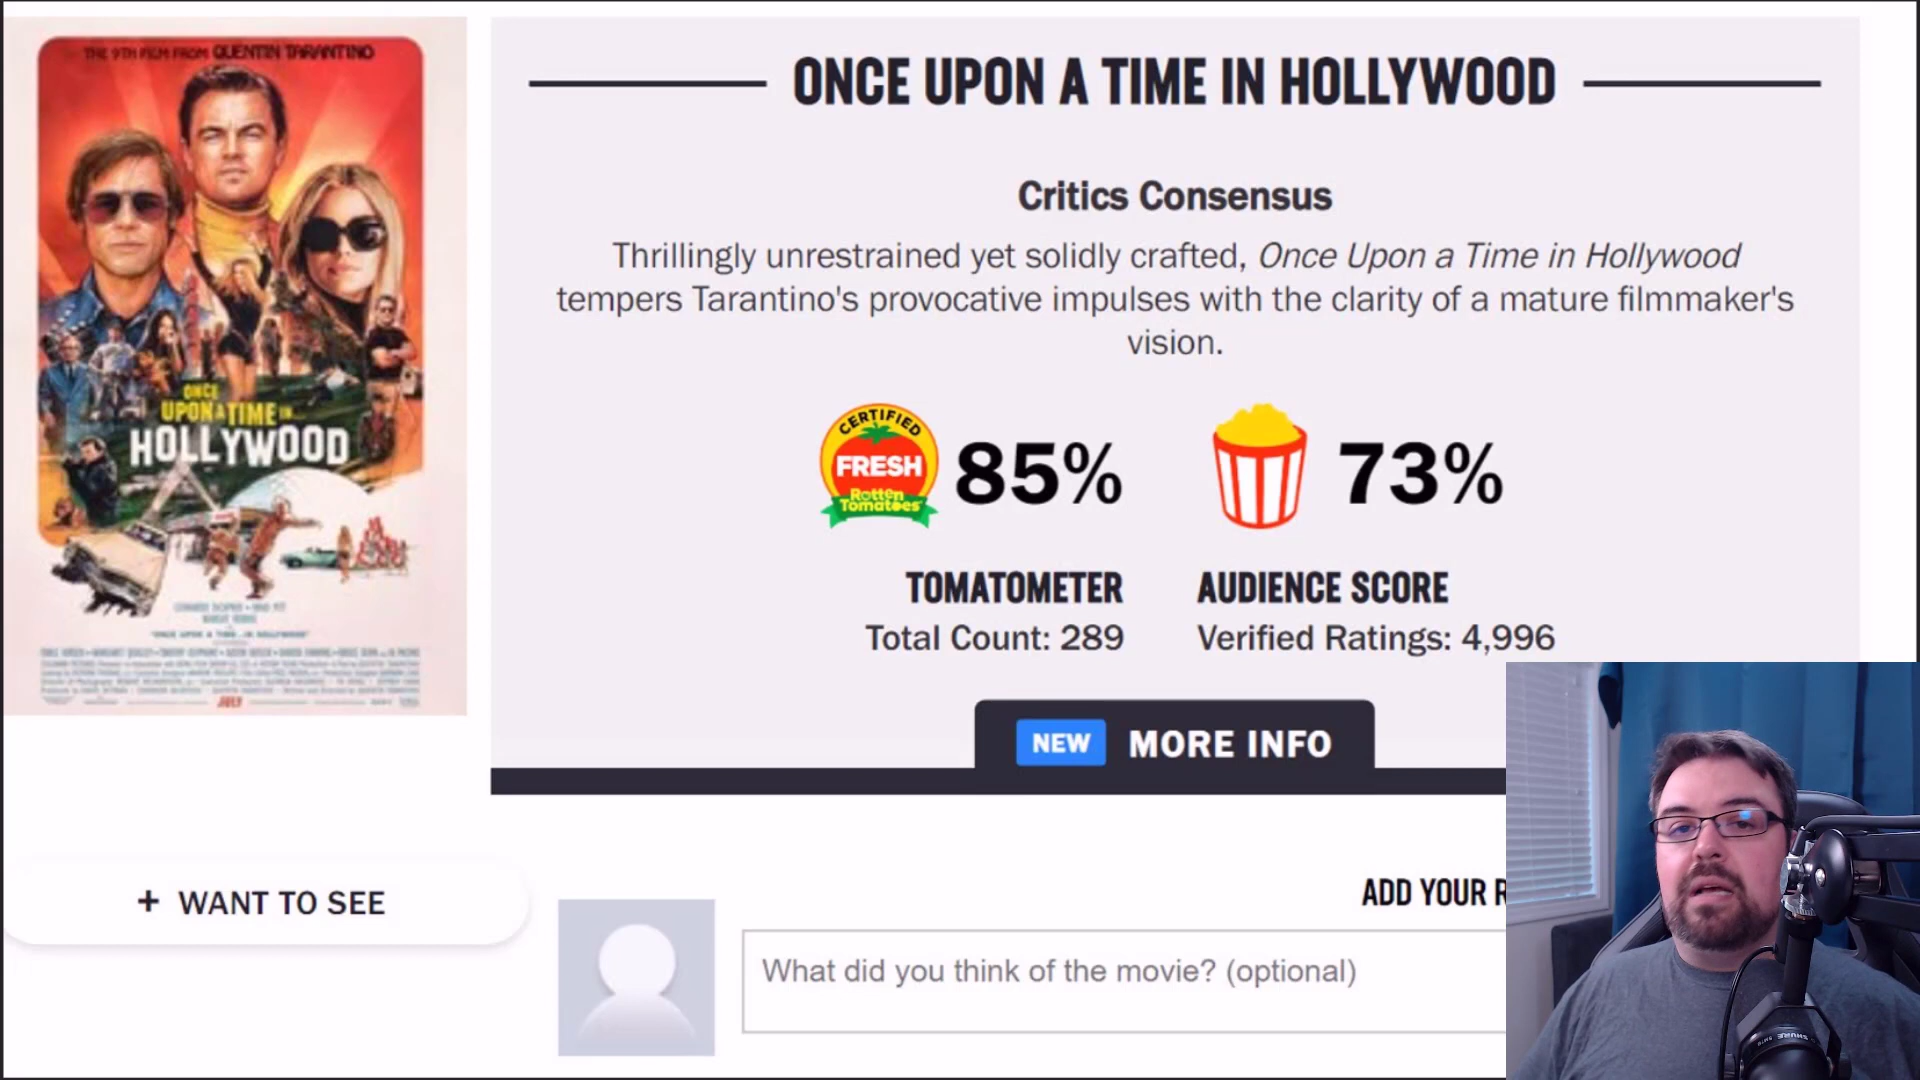 THE 9TH FILM FROM QUENTIN TARANTINO
ONCE
UPON A TIME IN...
HOLLYWOOD
JULY
ONCE UPON A TIME IN HOLLYWOOD
Critics Consensus
Thrillingly unrestrained yet solidly crafted, Once Upon a Time in Hollywood
tempers Tarantino's provocative impulses with the clarity of a mature filmmaker's
vision.
CERTIFIED
FRESH
Rotten
Tomatoes
85%
73%
TOMATOMETER
AUDIENCE SCORE
Total Count: 289
Verified Ratings: 4,996
NEW MORE INFO
+ WANT TO SEE
ADD YOUR R
What did you think of the movie? (optional)
SHURE